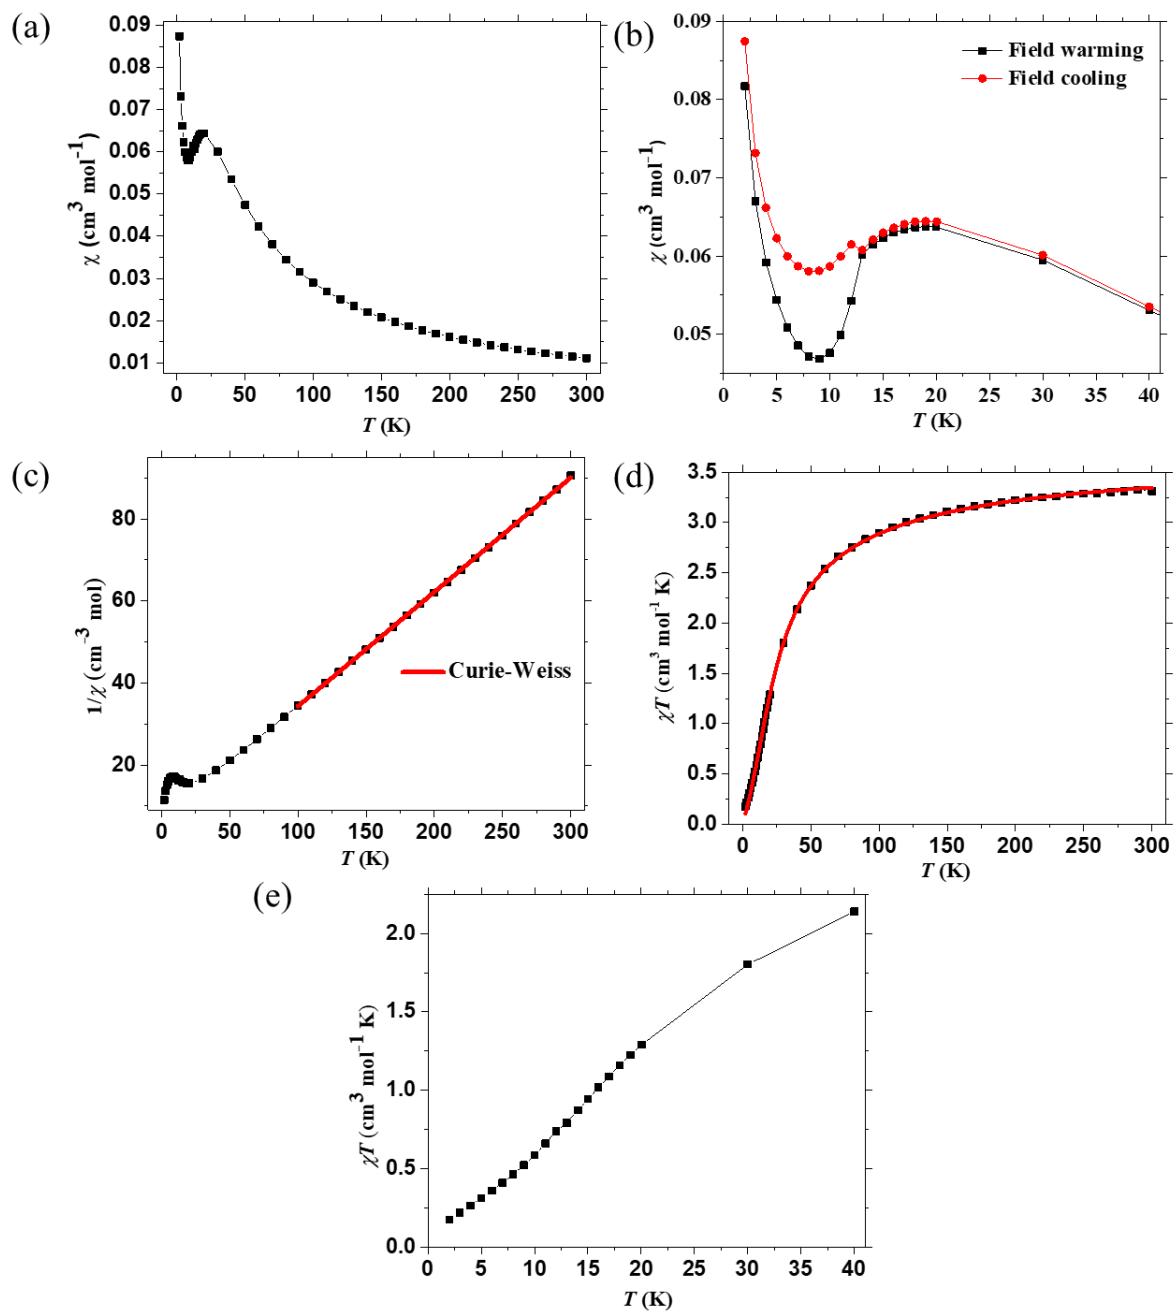 (a)
0.09
0.08
0.07
0.06
0.05
0.04
0.03
0.02
0.01
χ (cm³ mol⁻¹)
0 50 100 150 200 250 300
T (K)
(b)
0.09
0.08
0.07
0.06
0.05
χ (cm³ mol⁻¹)
Field warming
Field cooling
0 5 10 15 20 25 30 35 40
T (K)
(c)
80
60
40
20
1/χ (cm⁻³ mol)
Curie-Weiss
0 50 100 150 200 250 300
T (K)
(d)
3.5
3.0
2.5
2.0
1.5
1.0
0.5
0.0
χT (cm³ mol⁻¹ K)
0 50 100 150 200 250 300
T (K)
(e)
2.0
1.5
1.0
0.5
0.0
χT (cm³ mol⁻¹ K)
0 5 10 15 20 25 30 35 40
T (K)